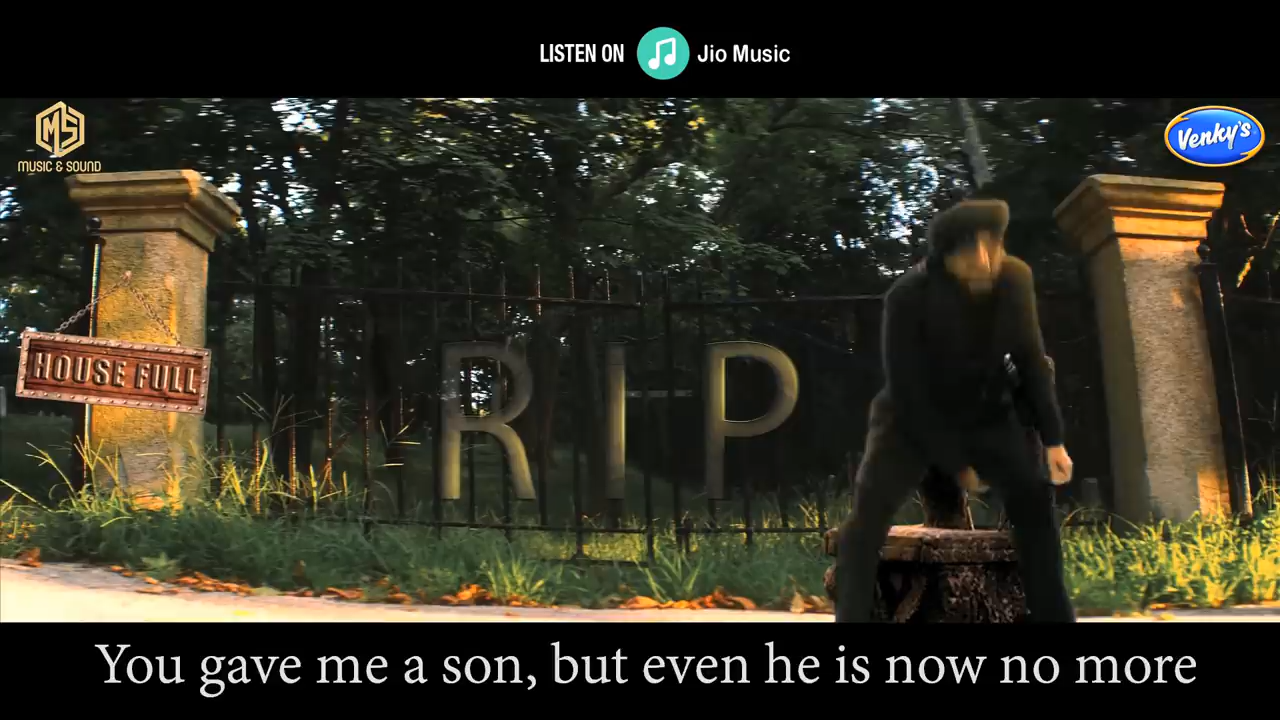 LISTEN ON Jio Music
MS
MUSIC & SOUND
Venky's
HOUSE FULL
RIP
You gave me a son, but even he is now no more